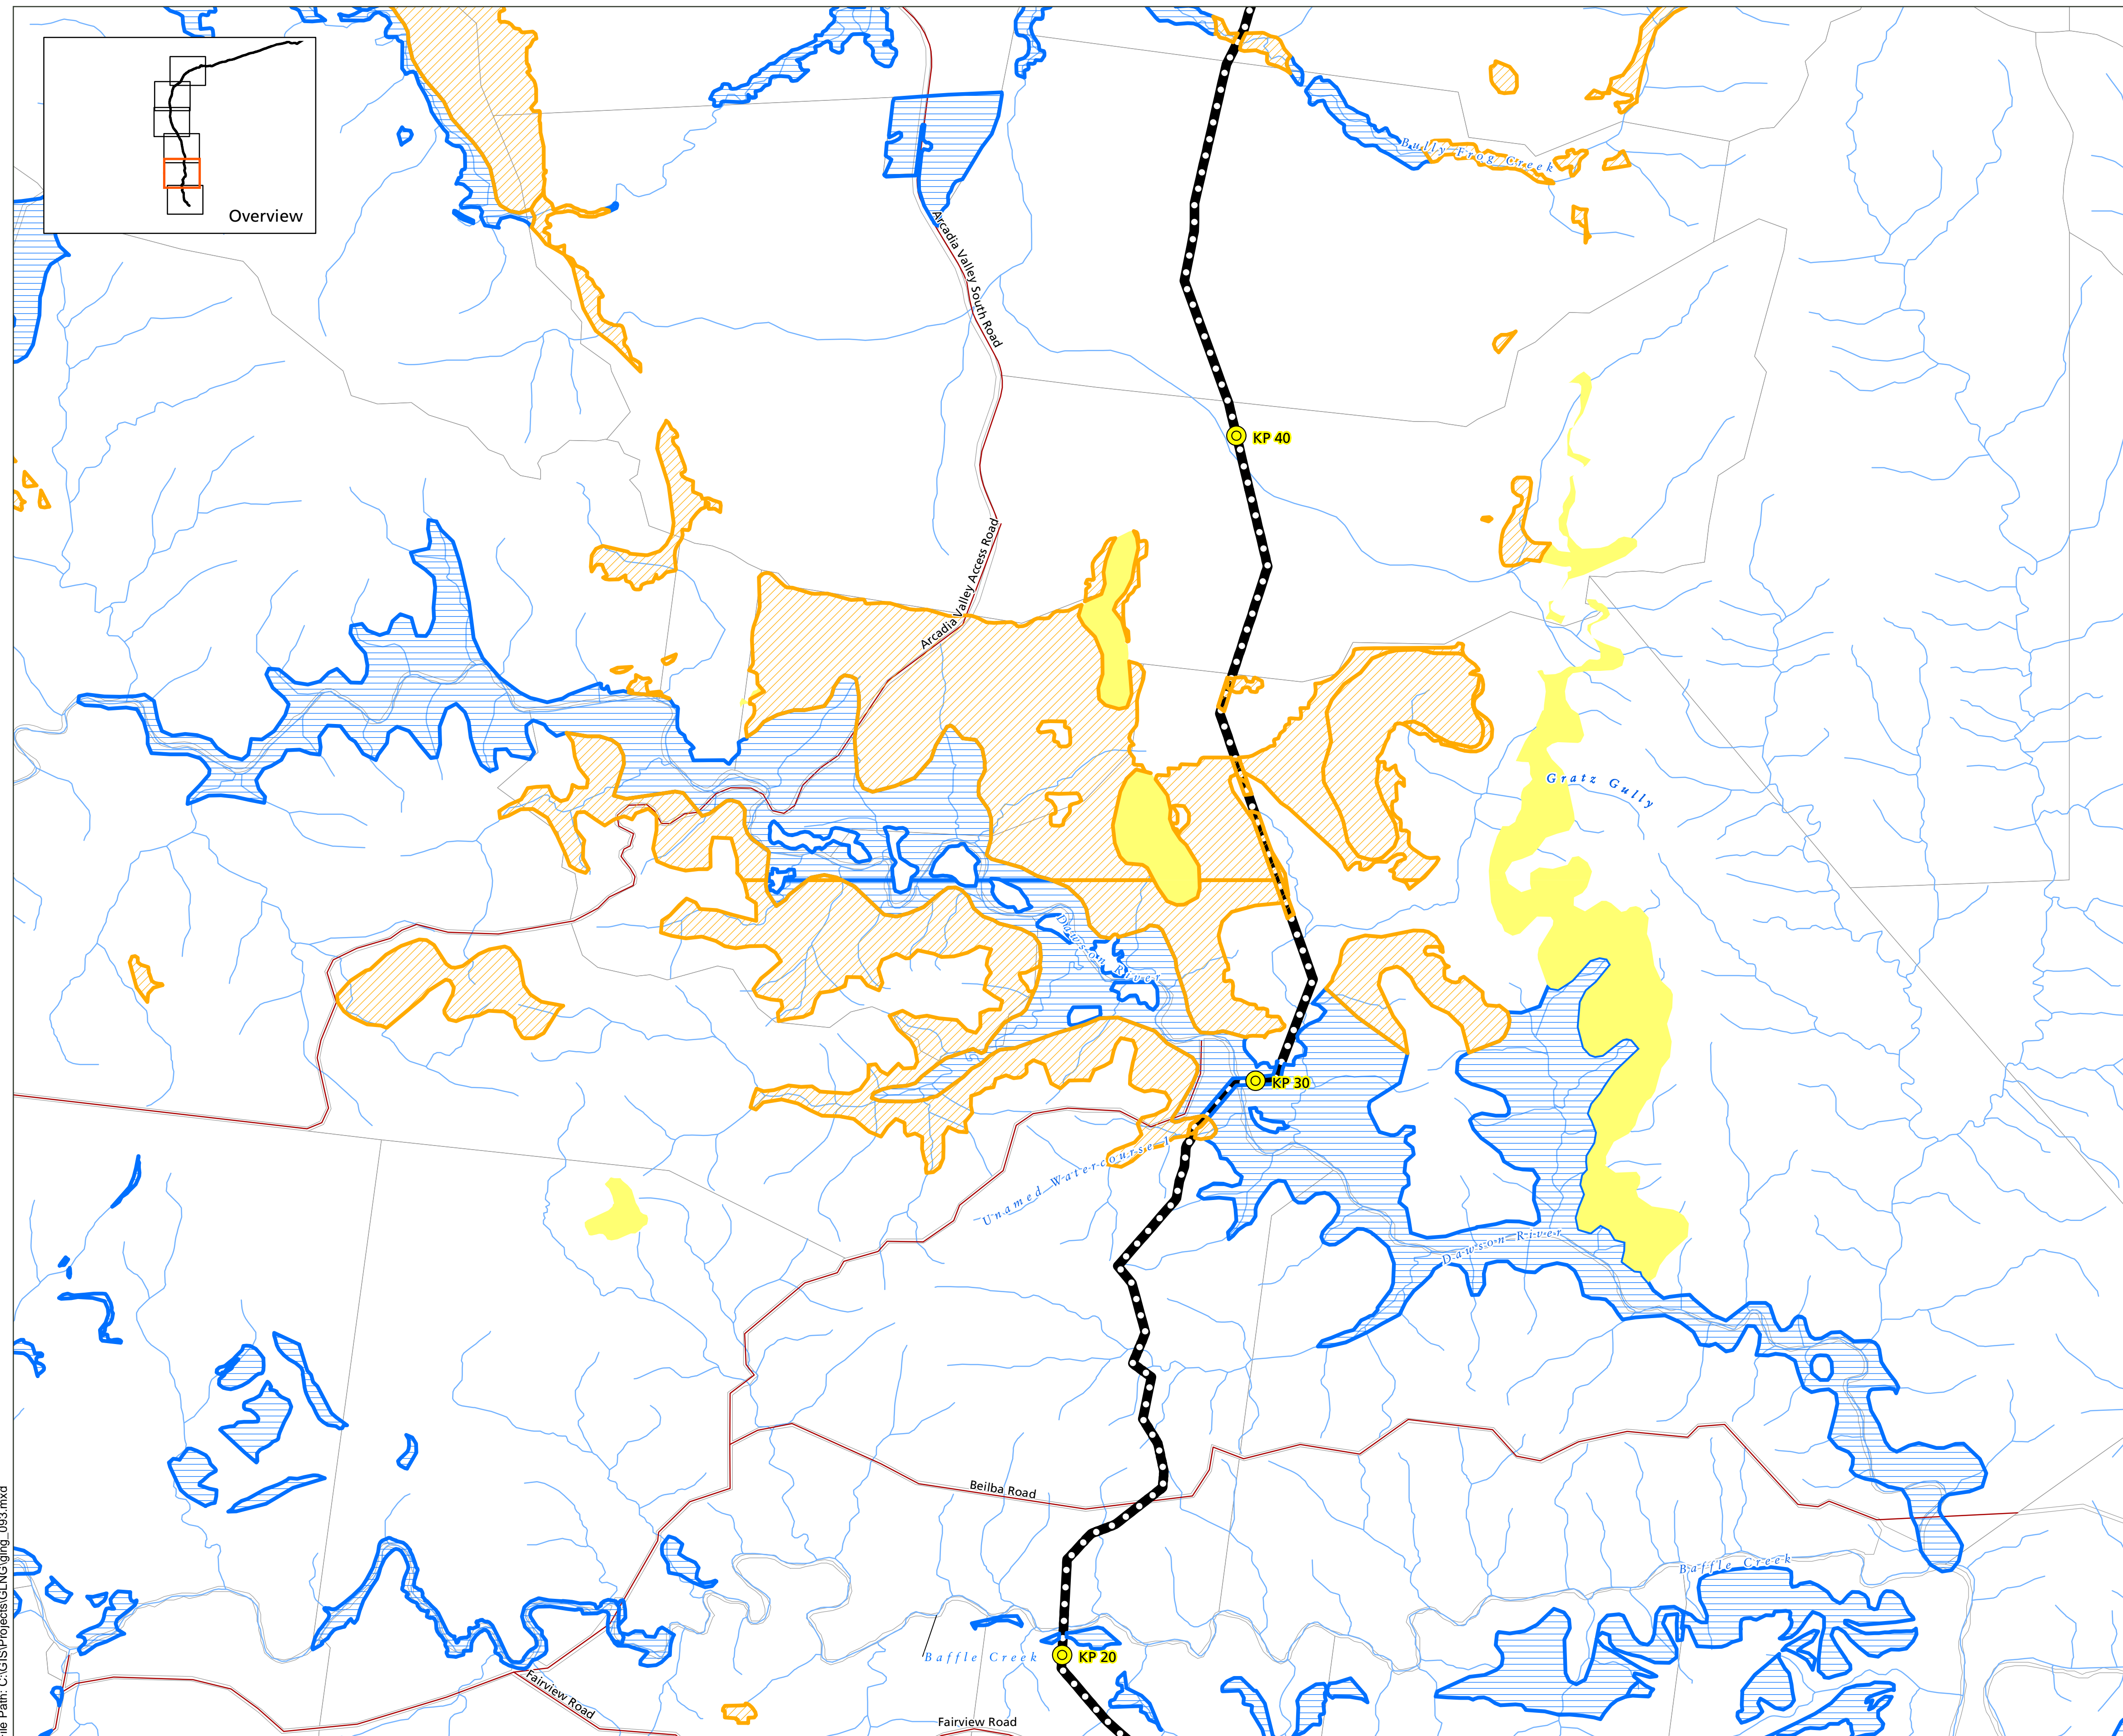 Overview
Bully Frog Creek
Arcadia Valley South Road
KP 40
Arcadia Valley Access Road
Gratz Gully
Dawson River
KP 30
Unamed Watercourse 1
Dawson River
Beilba Road
Baffle Creek
Baffle Creek
KP 20
Fairview Road
Fairview Road
ile Path: C:\GIS\Projects\GLNG\glng_093.mxd